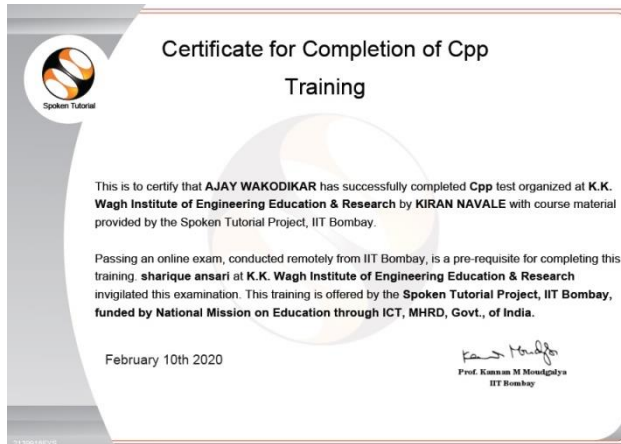 Certificate for Completion of Cpp
Training
Spoken Tutorial
This is to certify that AJAY WAKODIKAR has successfully completed Cpp test organized at K.K.
Wagh Institute of Engineering Education & Research by KIRAN NAVALE with course material
provided by the Spoken Tutorial Project, IIT Bombay.
Passing an online exam, conducted remotely from IIT Bombay, is a pre-requisite for completing this
training. sharique ansari at K.K. Wagh Institute of Engineering Education & Research
invigilated this examination. This training is offered by the Spoken Tutorial Project, IIT Bombay,
funded by National Mission on Education through ICT, MHRD, Govt., of India.
February 10th 2020
Prof. Kannan M Moudgalya
IIT Bombay